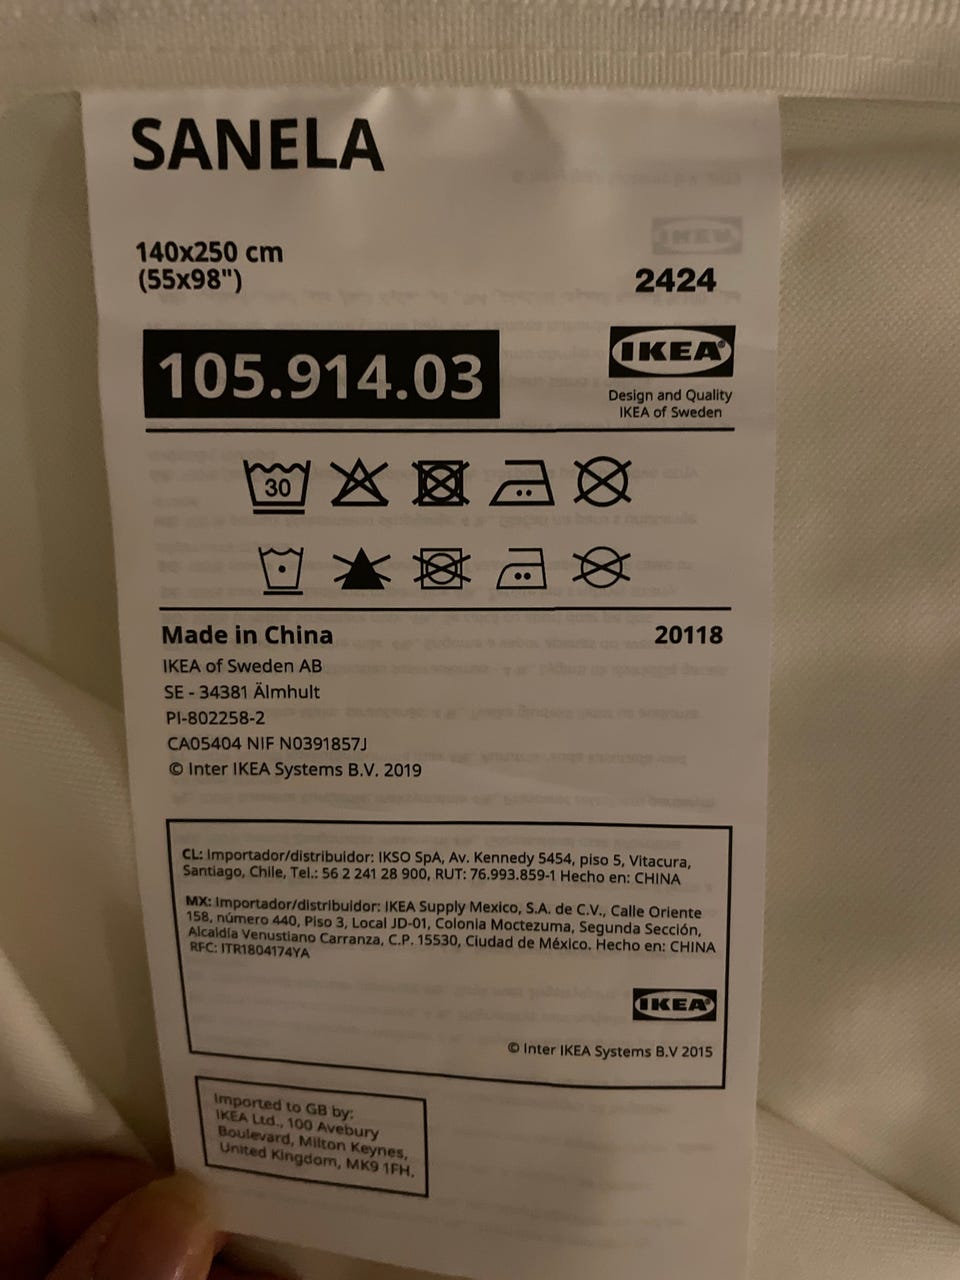 SANELA
140x250 cm
(55x98")
2424
105.914.03
IKEA®
Design and Quality
IKEA of Sweden
30
Made in China
20118
IKEA of Sweden AB
SE - 34381 Älmhult
PI-802258-2
CA05404 NIF N0391857J
© Inter IKEA Systems B.V. 2019
CL: Importador/distribuidor: IKSO SpA, Av. Kennedy 5454, piso 5, Vitacura,
Santiago, Chile, Tel.: 56 2 241 28 900, RUT: 76.993.859-1 Hecho en: CHINA
MX: Importador/distribuidor: IKEA Supply Mexico, S.A. de C.V., Calle Oriente
158, número 440, Piso 3, Local JD-01, Colonia Moctezuma, Segunda Sección,
Alcaldía Venustiano Carranza, C.P. 15530, Ciudad de México. Hecho en: CHINA
RFC: ITR1804174YA
IKEA®
© Inter IKEA Systems B.V 2015
Imported to GB by:
IKEA Ltd., 100 Avebury
Boulevard, Milton Keynes,
United Kingdom, MK9 1FH.